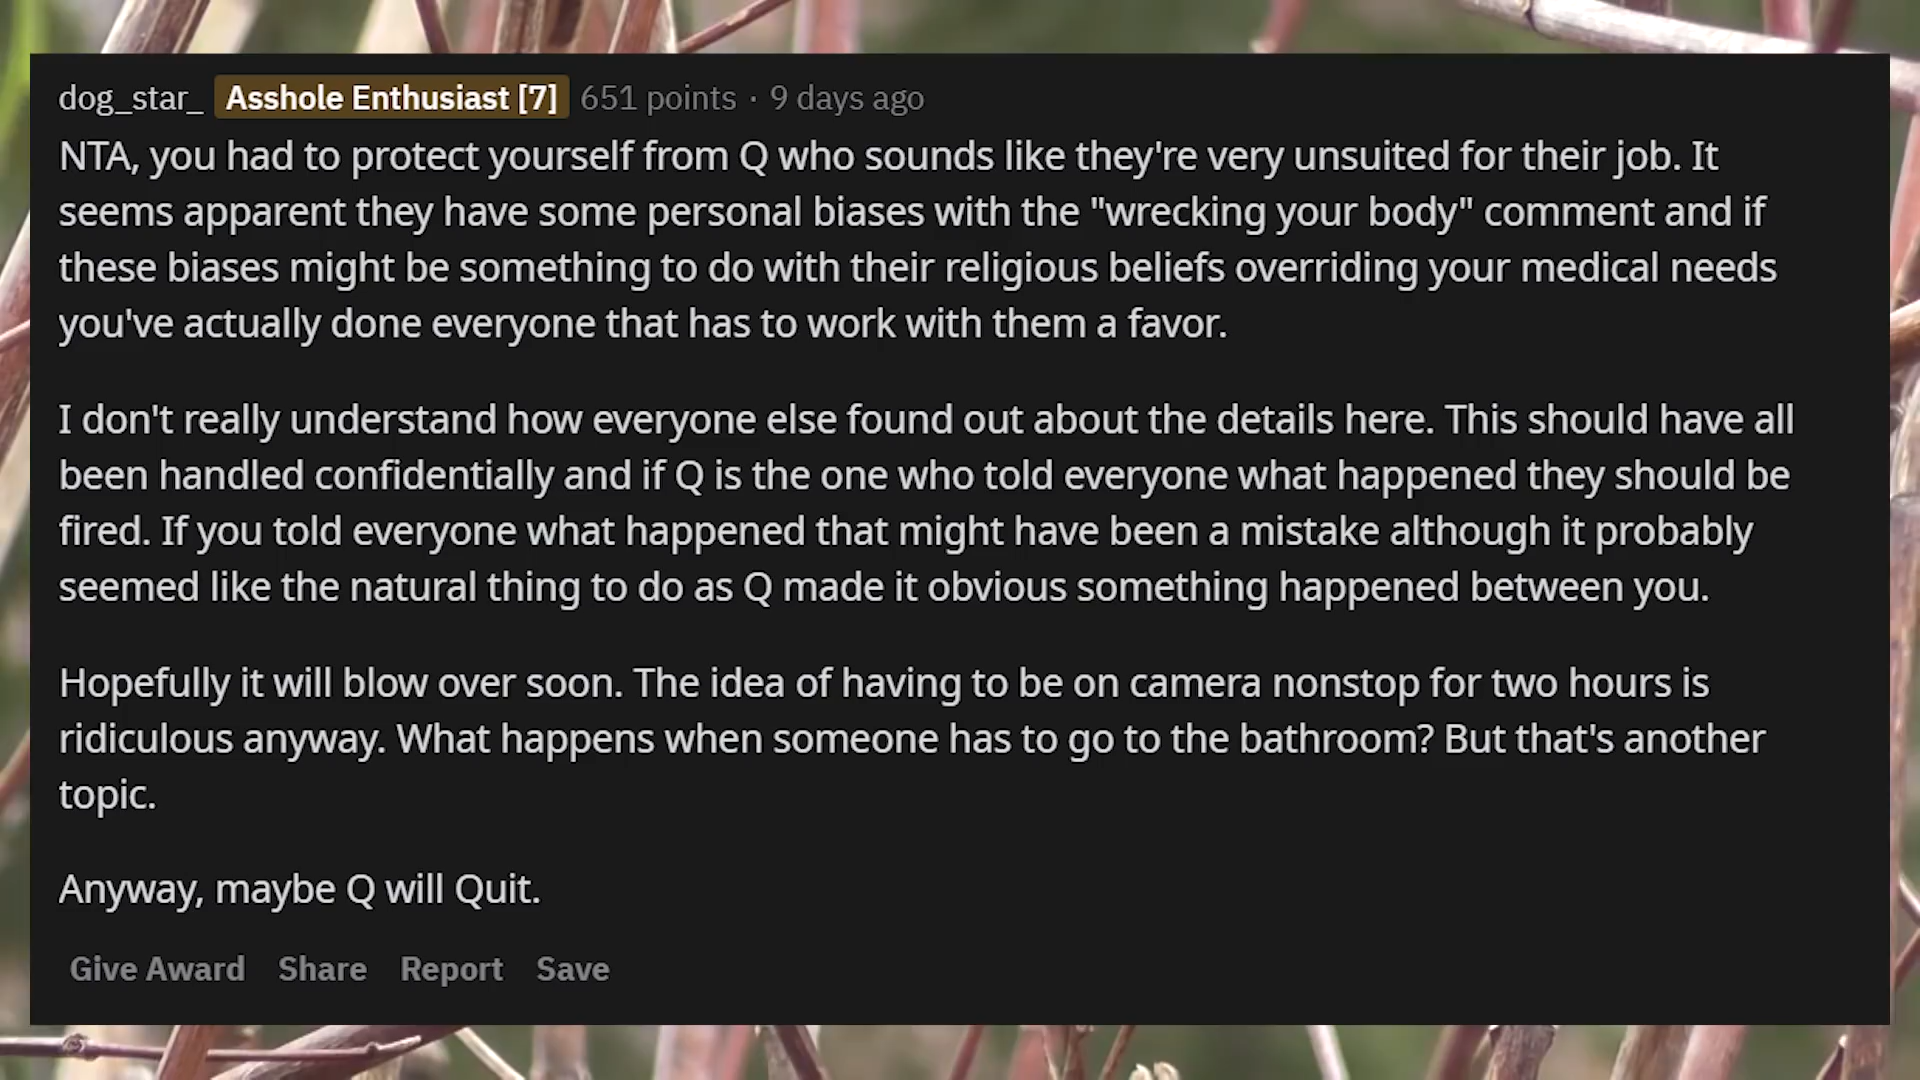 dog_star_ Asshole Enthusiast [7] 651 points · 9 days ago
NTA, you had to protect yourself from Q who sounds like they're very unsuited for their job. It
seems apparent they have some personal biases with the "wrecking your body" comment and if
these biases might be something to do with their religious beliefs overriding your medical needs
you've actually done everyone that has to work with them a favor.
I don't really understand how everyone else found out about the details here. This should have all
been handled confidentially and if Q is the one who told everyone what happened they should be
fired. If you told everyone what happened that might have been a mistake although it probably
seemed like the natural thing to do as Q made it obvious something happened between you.
Hopefully it will blow over soon. The idea of having to be on camera nonstop for two hours is
ridiculous anyway. What happens when someone has to go to the bathroom? But that's another
topic.
Anyway, maybe Q will Quit.
Give Award Share Report Save